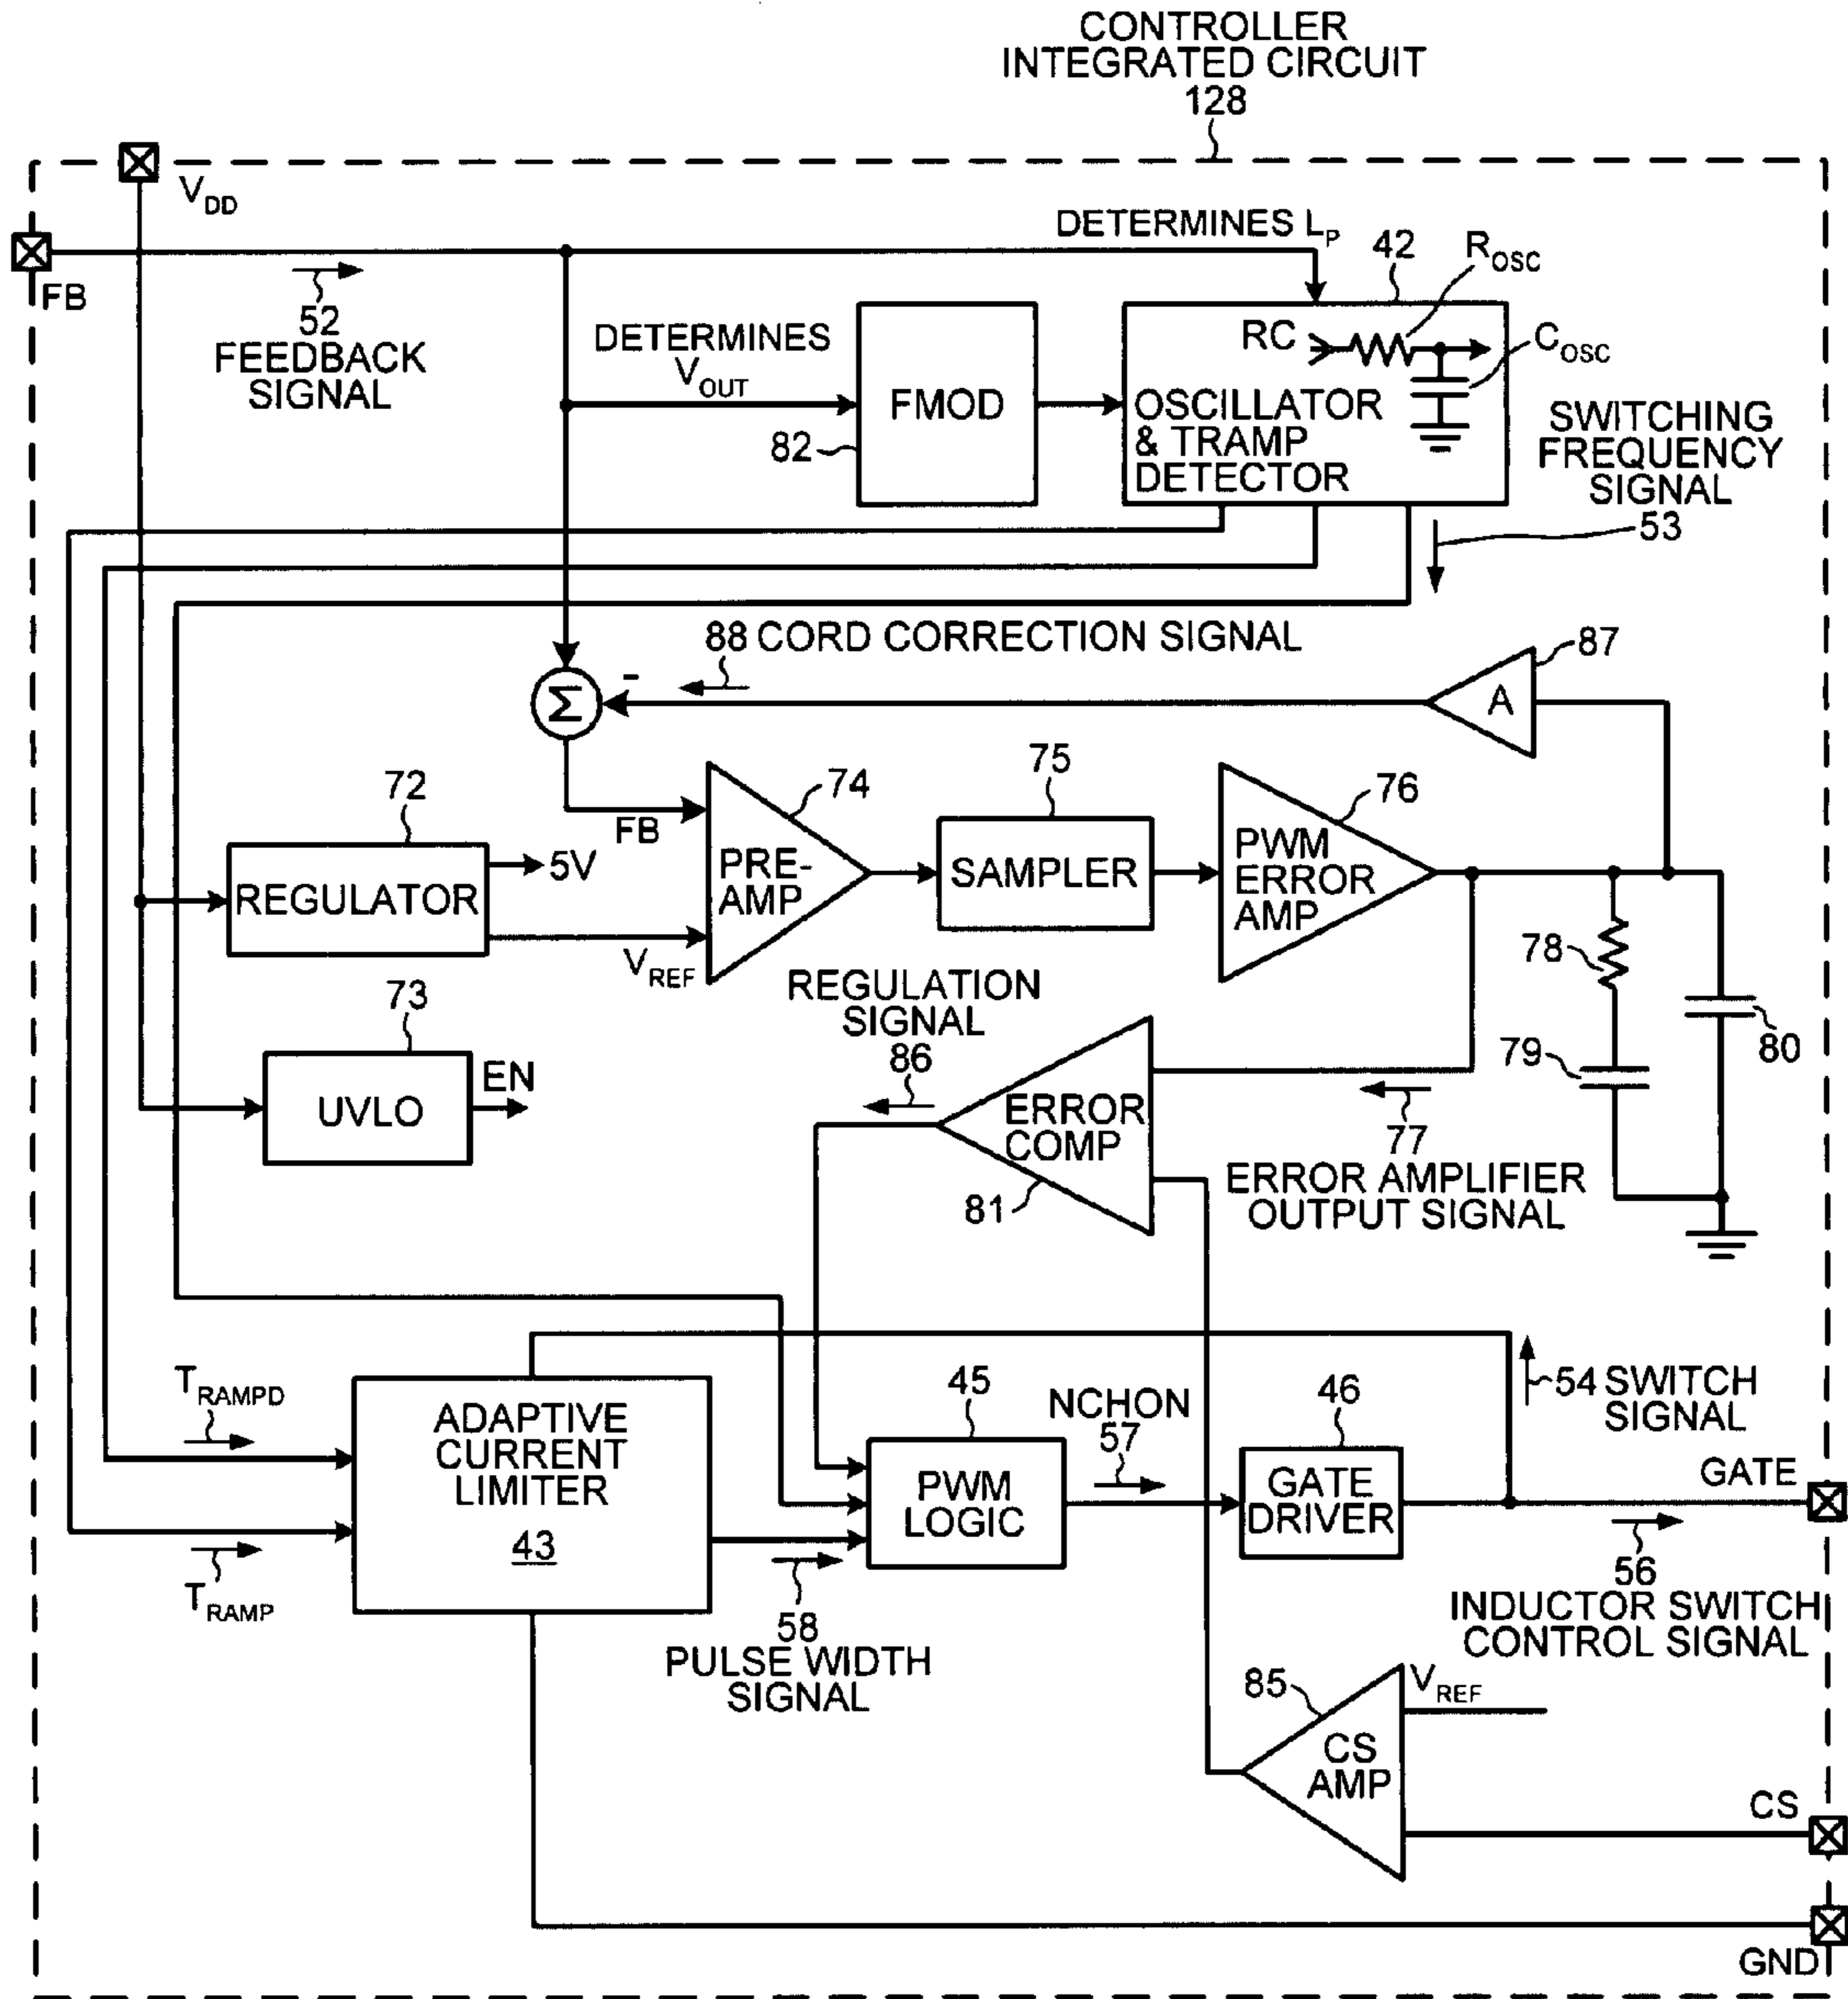 CONTROLLER
INTEGRATED CIRCUIT
128
VDD
FB
52
FEEDBACK
SIGNAL
DETERMINES LP
42
ROSC
RC
COSC
DETERMINES
VOUT
FMOD
82
OSCILLATOR
& TRAMP
DETECTOR
SWITCHING
FREQUENCY
SIGNAL
53
88 CORD CORRECTION SIGNAL
87
A
Σ
-
72
REGULATOR
5V
FB
VREF
74
PRE-
AMP
75
SAMPLER
76
PWM
ERROR
AMP
78
79
80
73
UVLO
EN
REGULATION
SIGNAL
86
ERROR
COMP
81
77
ERROR AMPLIFIER
OUTPUT SIGNAL
TRAMPD
TRAMP
ADAPTIVE
CURRENT
LIMITER
43
58
PULSE WIDTH
SIGNAL
45
PWM
LOGIC
NCHON
57
46
GATE
DRIVER
54 SWITCH
SIGNAL
GATE
56
INDUCTOR SWITCH
CONTROL SIGNAL
85
VREF
CS
AMP
CS
GND